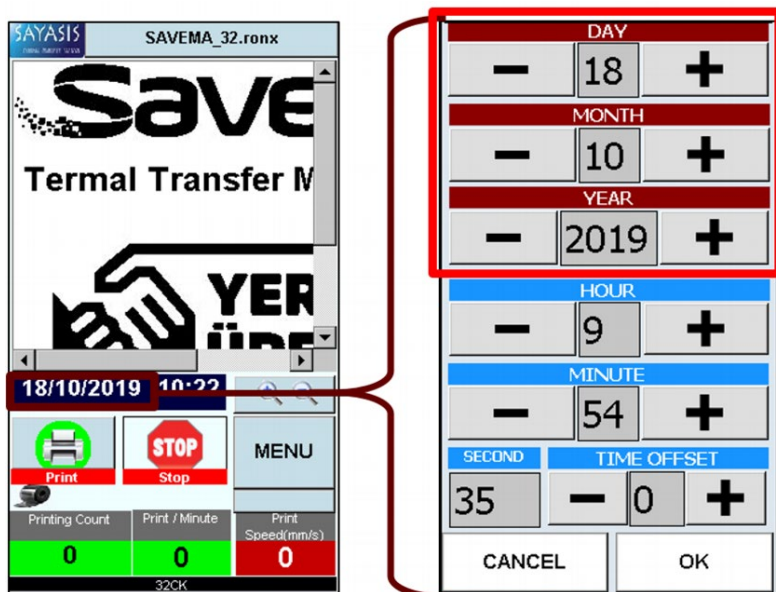 SAYASIS
SAVEMA_32.ronx
Save
Termal Transfer M
YER
ÜRE
18/10/2019 10:22
Print
Stop
STOP
MENU
Printing Count
Print / Minute
Print Speed(mm/s)
0
0
0
32CK
DAY
18
MONTH
10
YEAR
2019
HOUR
9
MINUTE
54
SECOND
TIME OFFSET
35
0
CANCEL
OK